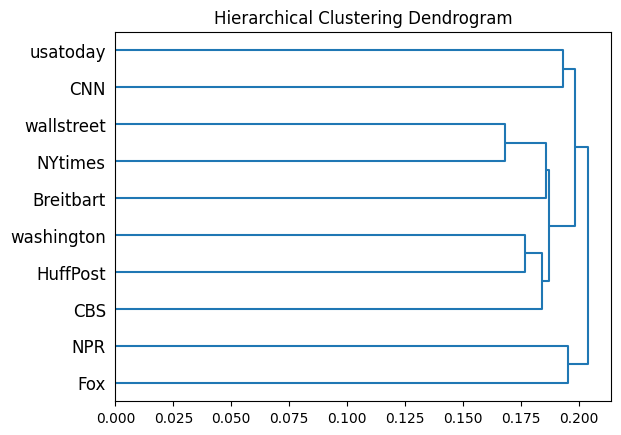 Hierarchical Clustering Dendrogram
usatoday
CNN
wallstreet
NYtimes
Breitbart
washington
HuffPost
CBS
NPR
Fox
0.000 0.025 0.050 0.075 0.100 0.125 0.150 0.175 0.200